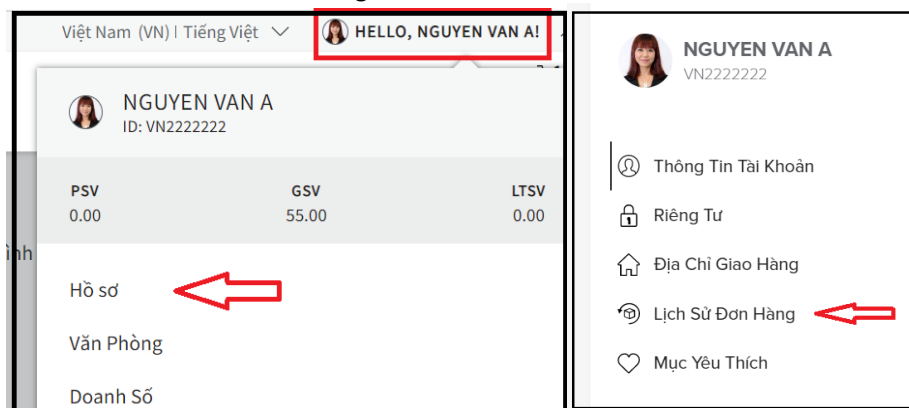 Việt Nam (VN) | Tiếng Việt
HELLO, NGUYEN VAN A!
NGUYEN VAN A
ID: VN2222222
PSV GSV LTSV
0.00 55.00 0.00
Hồ sơ
Văn Phòng
Doanh Số
NGUYEN VAN A
VN2222222
Thông Tin Tài Khoản
Riêng Tư
Địa Chỉ Giao Hàng
Lịch Sử Đơn Hàng
Mục Yêu Thích